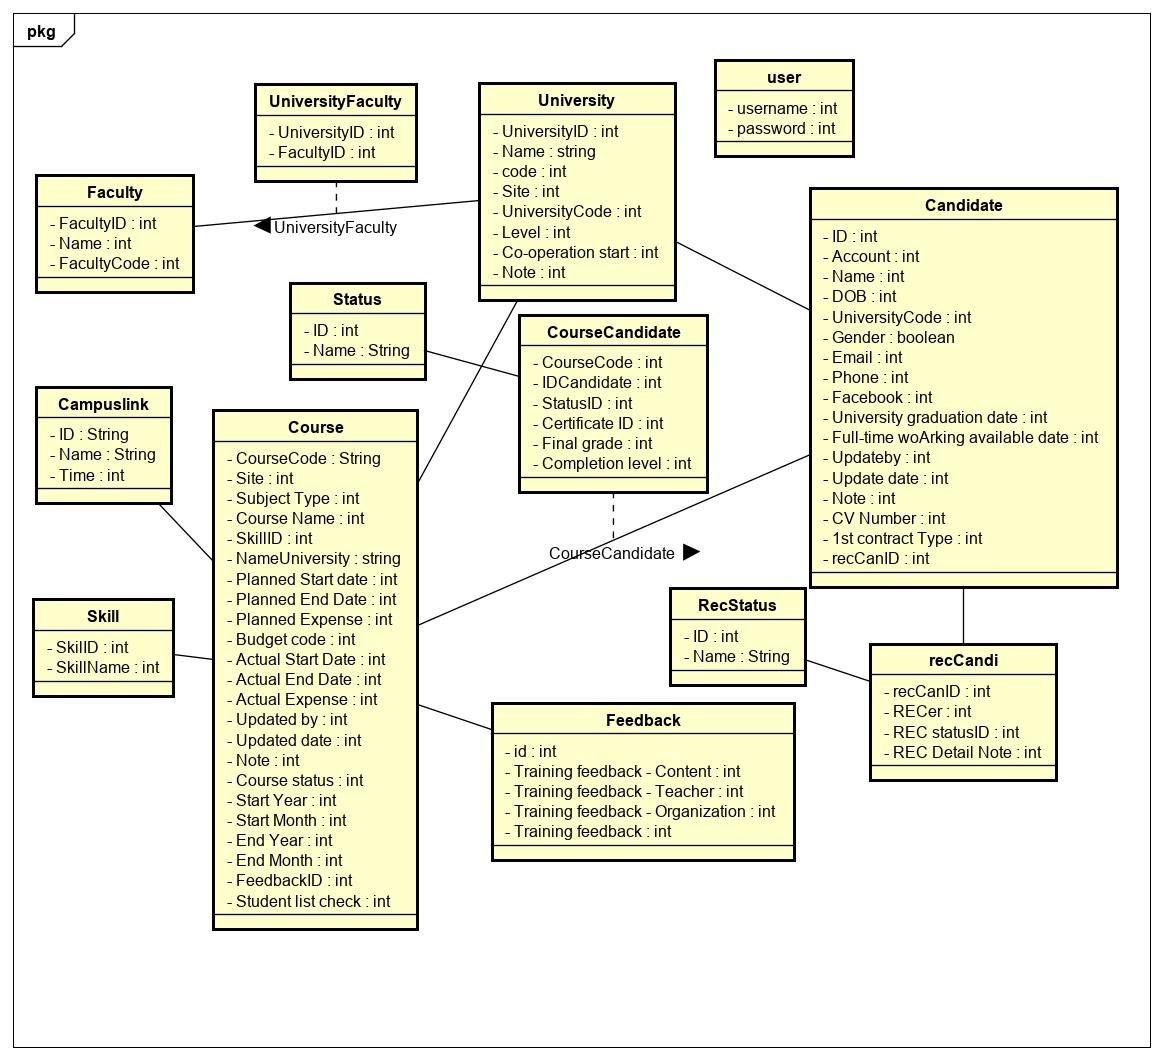 pkg
UniversityFaculty
- UniversityID : int
- FacultyID : int
University
- UniversityID : int
- Name : string
- code : int
- Site : int
- UniversityCode : int
- Level : int
- Co-operation start : int
- Note : int
user
- username : int
- password : int
Faculty
- FacultyID : int
- Name : int
- FacultyCode : int
UniversityFaculty
Candidate
- ID : int
- Account : int
- Name : int
- DOB : int
- UniversityCode : int
- Gender : boolean
- Email : int
- Phone : int
- Facebook : int
- University graduation date : int
- Full-time woArking available date : int
- Updateby : int
- Update date : int
- Note : int
- CV Number : int
- 1st contract Type : int
- recCanID : int
Status
- ID : int
- Name : String
CourseCandidate
- CourseCode : int
- IDCandidate : int
- StatusID : int
- Certificate ID : int
- Final grade : int
- Completion level : int
CourseCandidate
Campuslink
- ID : String
- Name : String
- Time : int
Course
- CourseCode : String
- Site : int
- Subject Type : int
- Course Name : int
- SkillID : int
- NameUniversity : string
- Planned Start date : int
- Planned End Date : int
- Planned Expense : int
- Budget code : int
- Actual Start Date : int
- Actual End Date : int
- Actual Expense : int
- Updated by : int
- Updated date : int
- Note : int
- Course status : int
- Start Year : int
- Start Month : int
- End Year : int
- End Month : int
- FeedbackID : int
- Student list check : int
Skill
- SkillID : int
- SkillName : int
RecStatus
- ID : int
- Name : String
recCandi
- recCanID : int
- RECer : int
- REC statusID : int
- REC Detail Note : int
Feedback
- id : int
- Training feedback - Content : int
- Training feedback - Teacher : int
- Training feedback - Organization : int
- Training feedback : int